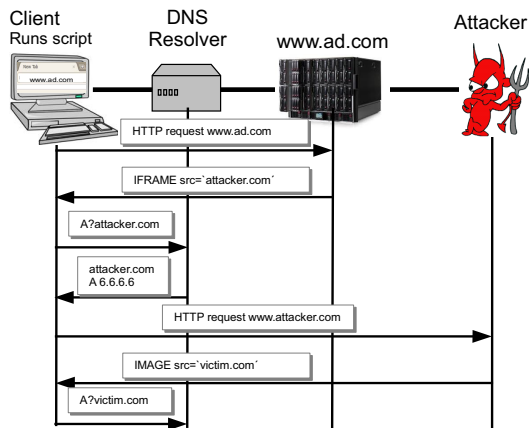 Client
Runs script
DNS
Resolver
www.ad.com
Attacker
New Tab
www.ad.com
HTTP request www.ad.com
IFRAME src=`attacker.com´
A?attacker.com
attacker.com
A 6.6.6.6
HTTP request www.attacker.com
IMAGE src=`victim.com´
A?victim.com